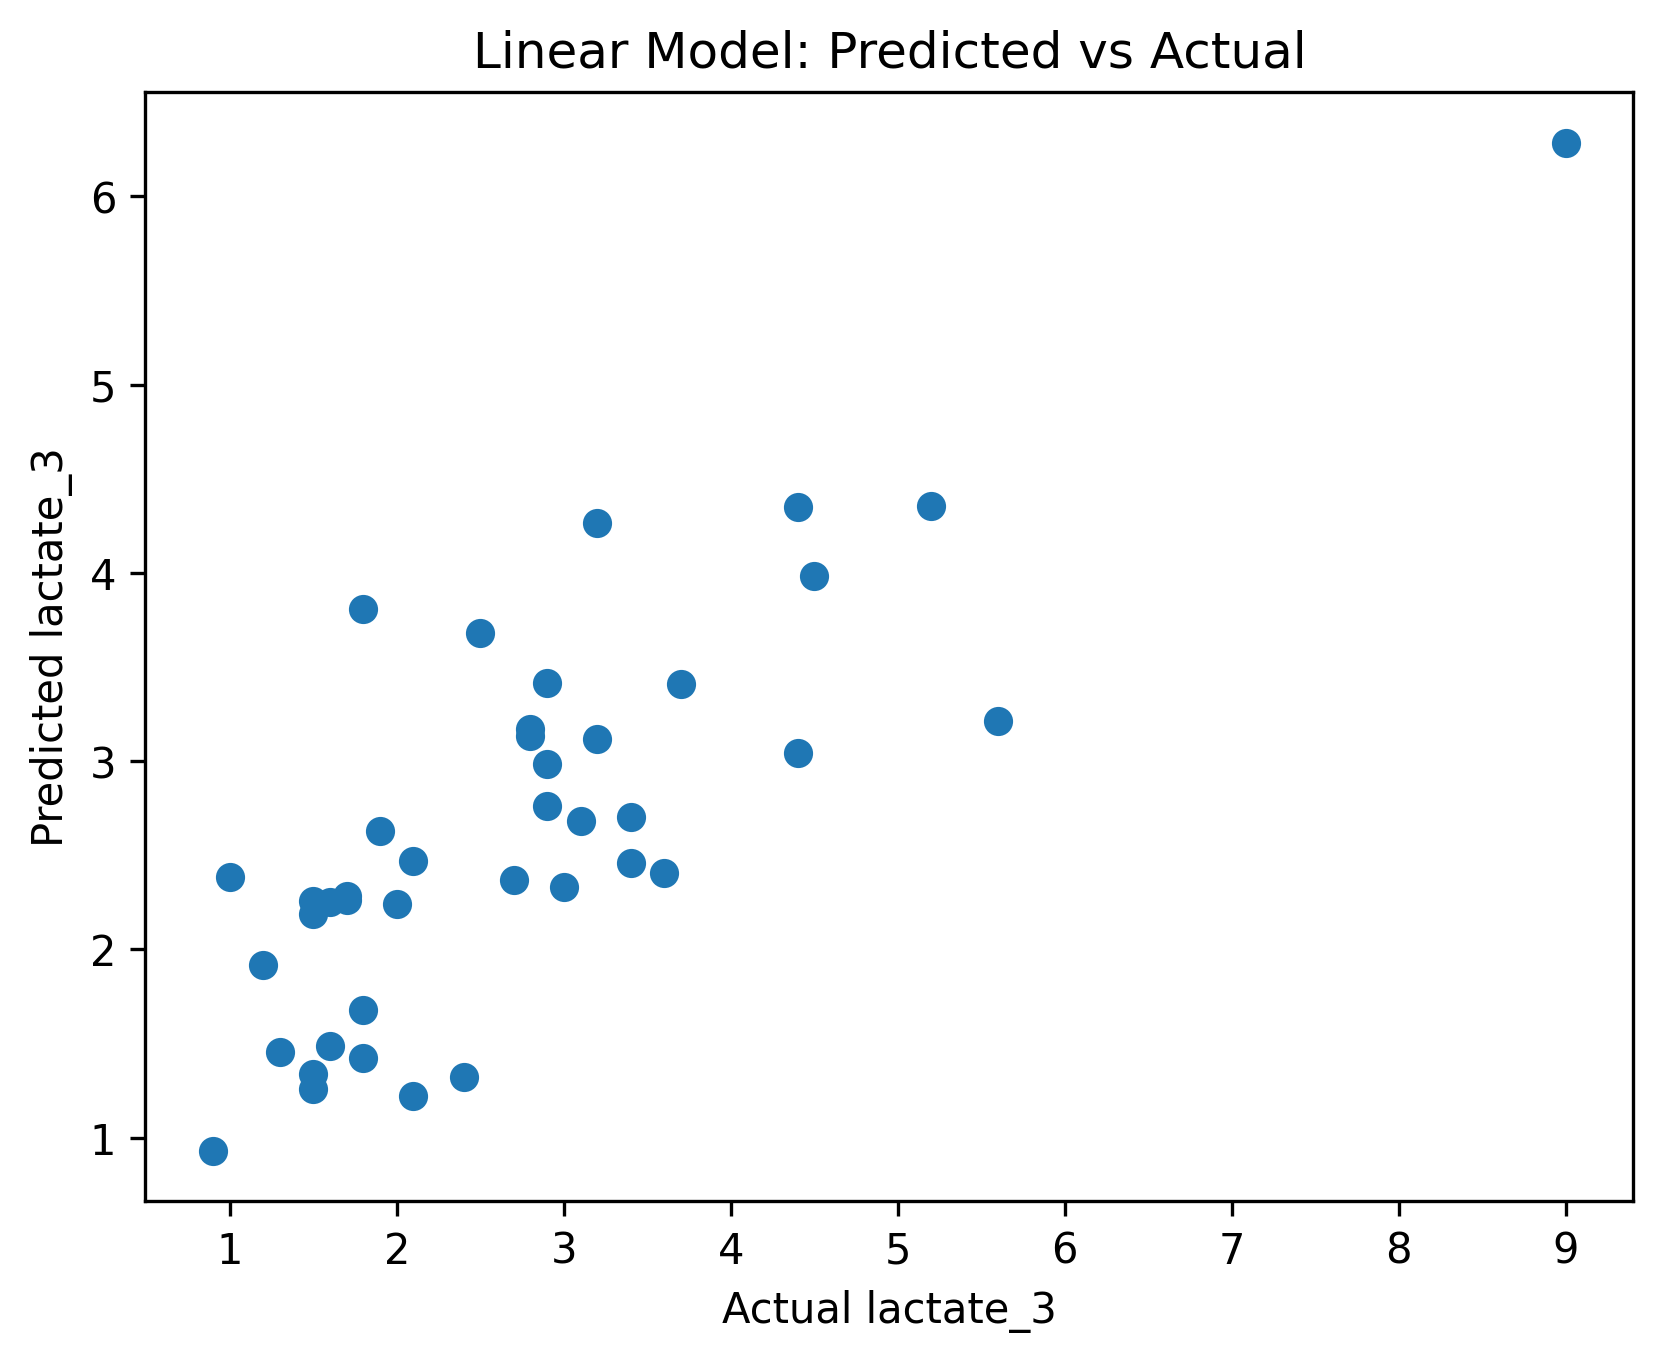 Linear Model: Predicted vs Actual
6
5
4
3
2
1
Predicted lactate_3
1 2 3 4 5 6 7 8 9
Actual lactate_3